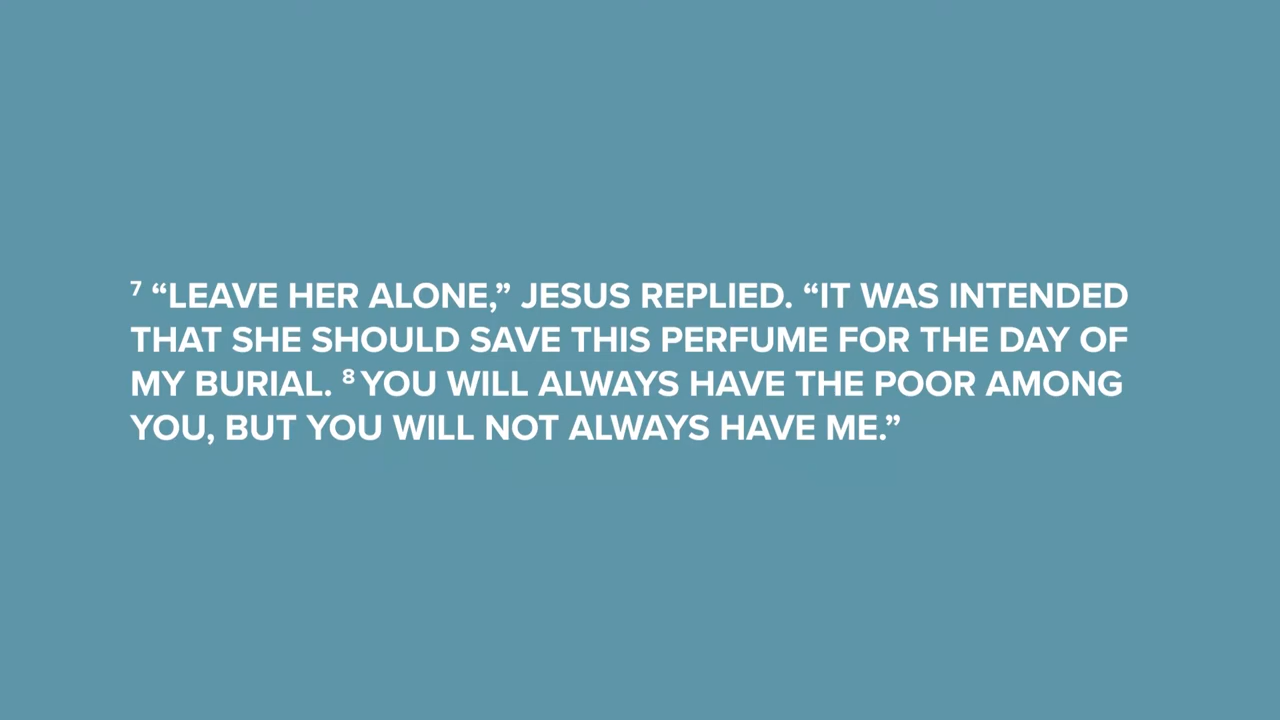 ⁷ “LEAVE HER ALONE,” JESUS REPLIED. “IT WAS INTENDED
THAT SHE SHOULD SAVE THIS PERFUME FOR THE DAY OF
MY BURIAL. ⁸ YOU WILL ALWAYS HAVE THE POOR AMONG
YOU, BUT YOU WILL NOT ALWAYS HAVE ME.”